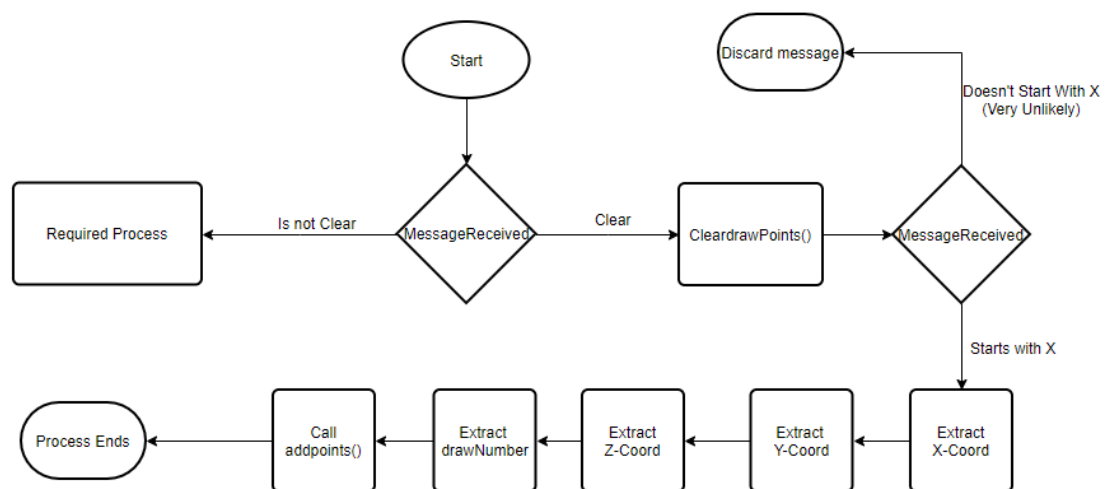 Start
Discard message
Doesn't Start With X
(Very Unlikely)
Required Process
Is not Clear
MessageReceived
Clear
CleardrawPoints()
MessageReceived
Starts with X
Process Ends
Call
addpoints()
Extract
drawNumber
Extract
Z-Coord
Extract
Y-Coord
Extract
X-Coord